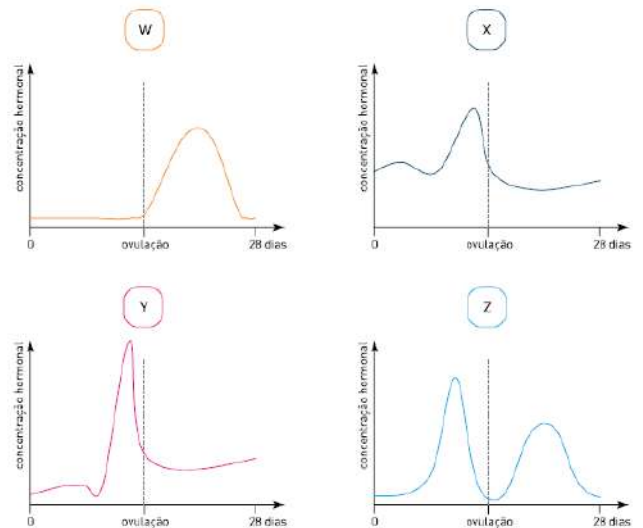 W
concentração hormonal
0
ovulação
28 dias
X
concentração hormonal
0
ovulação
28 dias
Y
concentração hormonal
0
ovulação
28 dias
Z
concentração hormonal
0
ovulação
28 dias